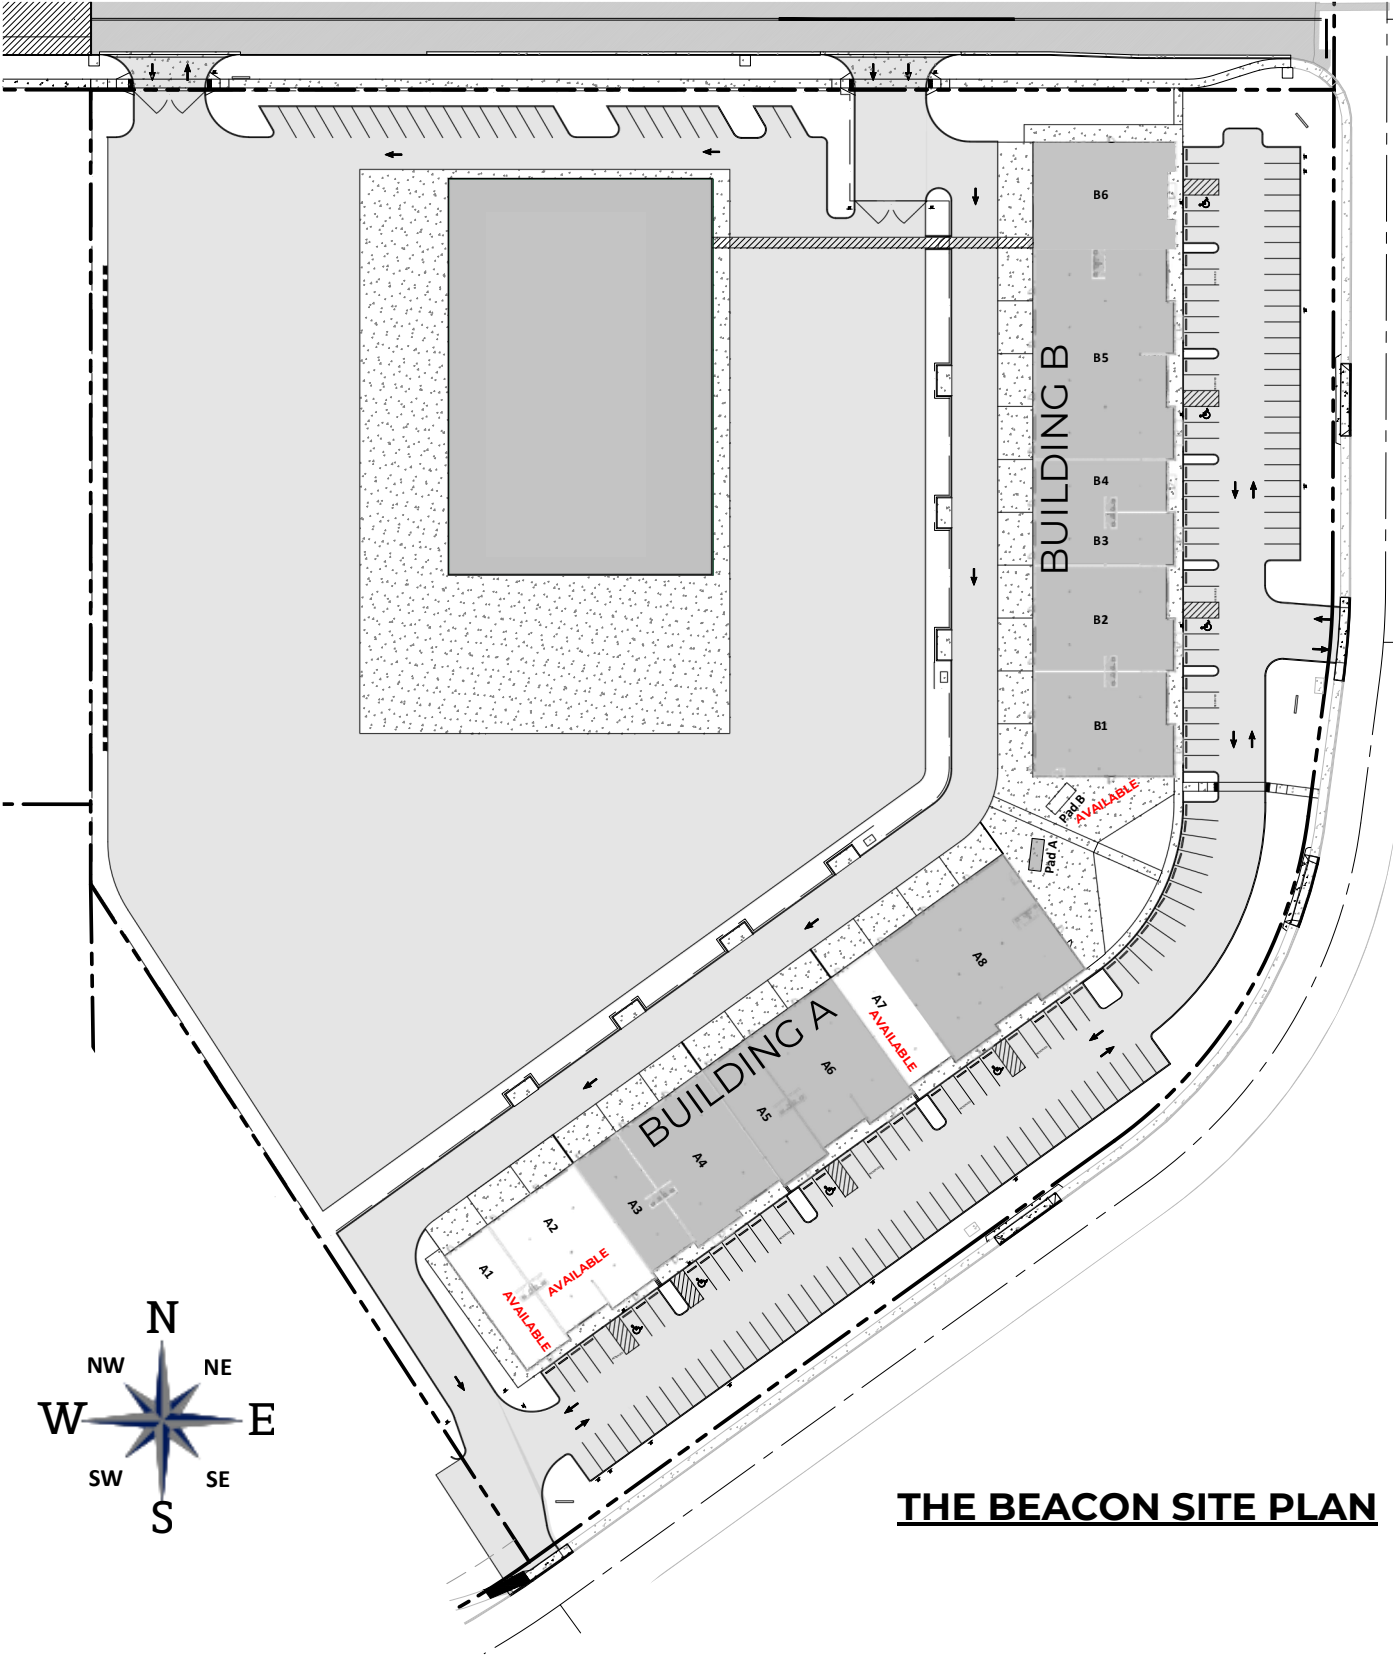 B6
B5
BUILDING B
B4
B3
B2
B1
Pad B
AVAILABLE
Pad A
A8
A7
AVAILABLE
BUILDING A
A6
A5
A4
A3
A2
AVAILABLE
A1
AVAILABLE
N
NW
NE
W
E
SW
SE
S
THE BEACON SITE PLAN